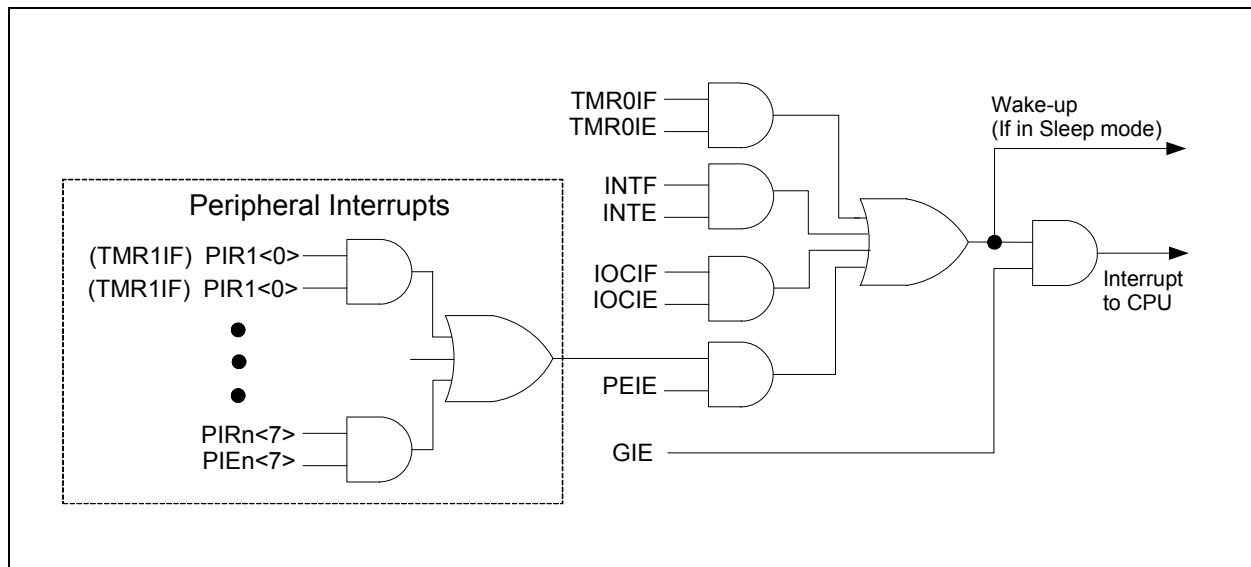 TMR0IF
TMR0IE
Wake-up
(If in Sleep mode)
INTF
INTE
Peripheral Interrupts
(TMR1IF) PIR1<0>
(TMR1IF) PIR1<0>
IOCIF
IOCIE
Interrupt
to CPU
PEIE
PIRn<7>
PIEn<7>
GIE